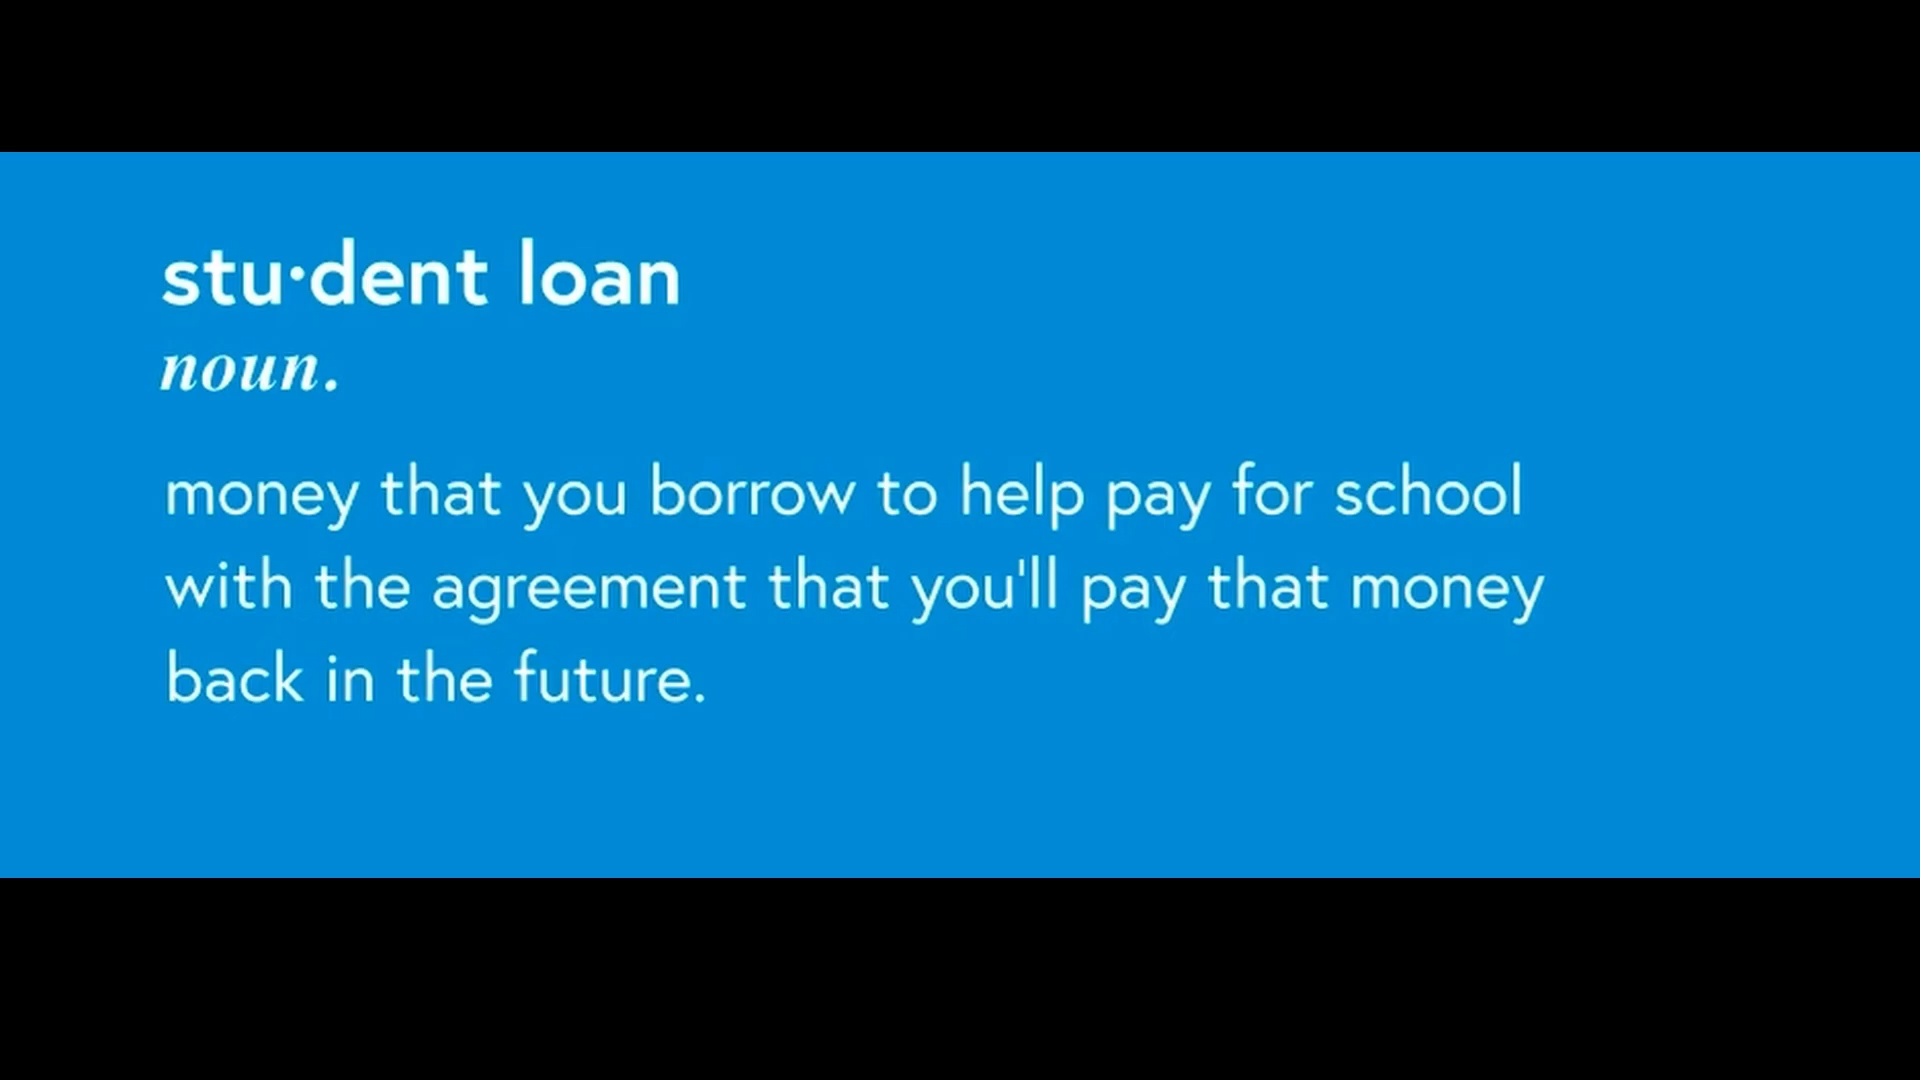 stu·dent loan
noun.
money that you borrow to help pay for school
with the agreement that you'll pay that money
back in the future.